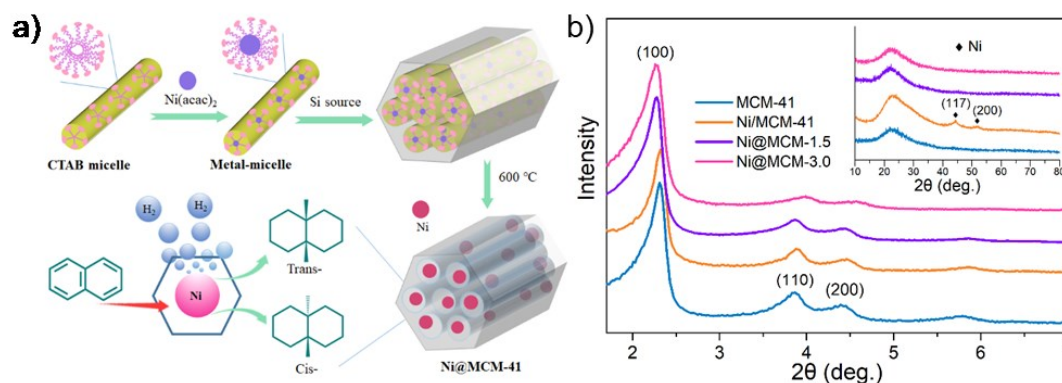 a)
Ni(acac)2
Si source
CTAB micelle
Metal-micelle
600 °C
H2
H2
Ni
Trans-
Ni
Cis-
Ni@MCM-41
b)
(100)
MCM-41
Ni/MCM-41
Ni@MCM-1.5
Ni@MCM-3.0
♦ Ni
(117)
(200)
10 20 30 40 50 60 70 80
2θ (deg.)
(110)
(200)
Intensity
2 3 4 5 6
2θ (deg.)